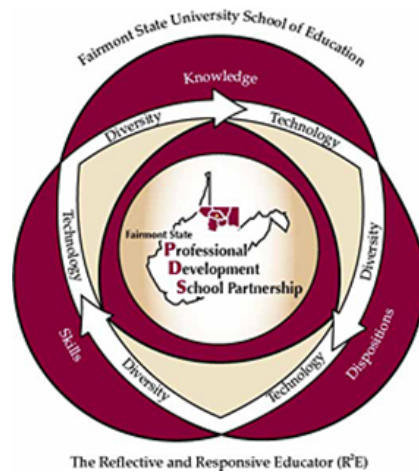 Fairmont State University School of Education
Knowledge
Diversity
Technology
Technology
Diversity
Fairmont State
Professional
Development
School Partnership
Skills
Dispositions
Diversity
Technology
The Reflective and Responsive Educator (R²E)